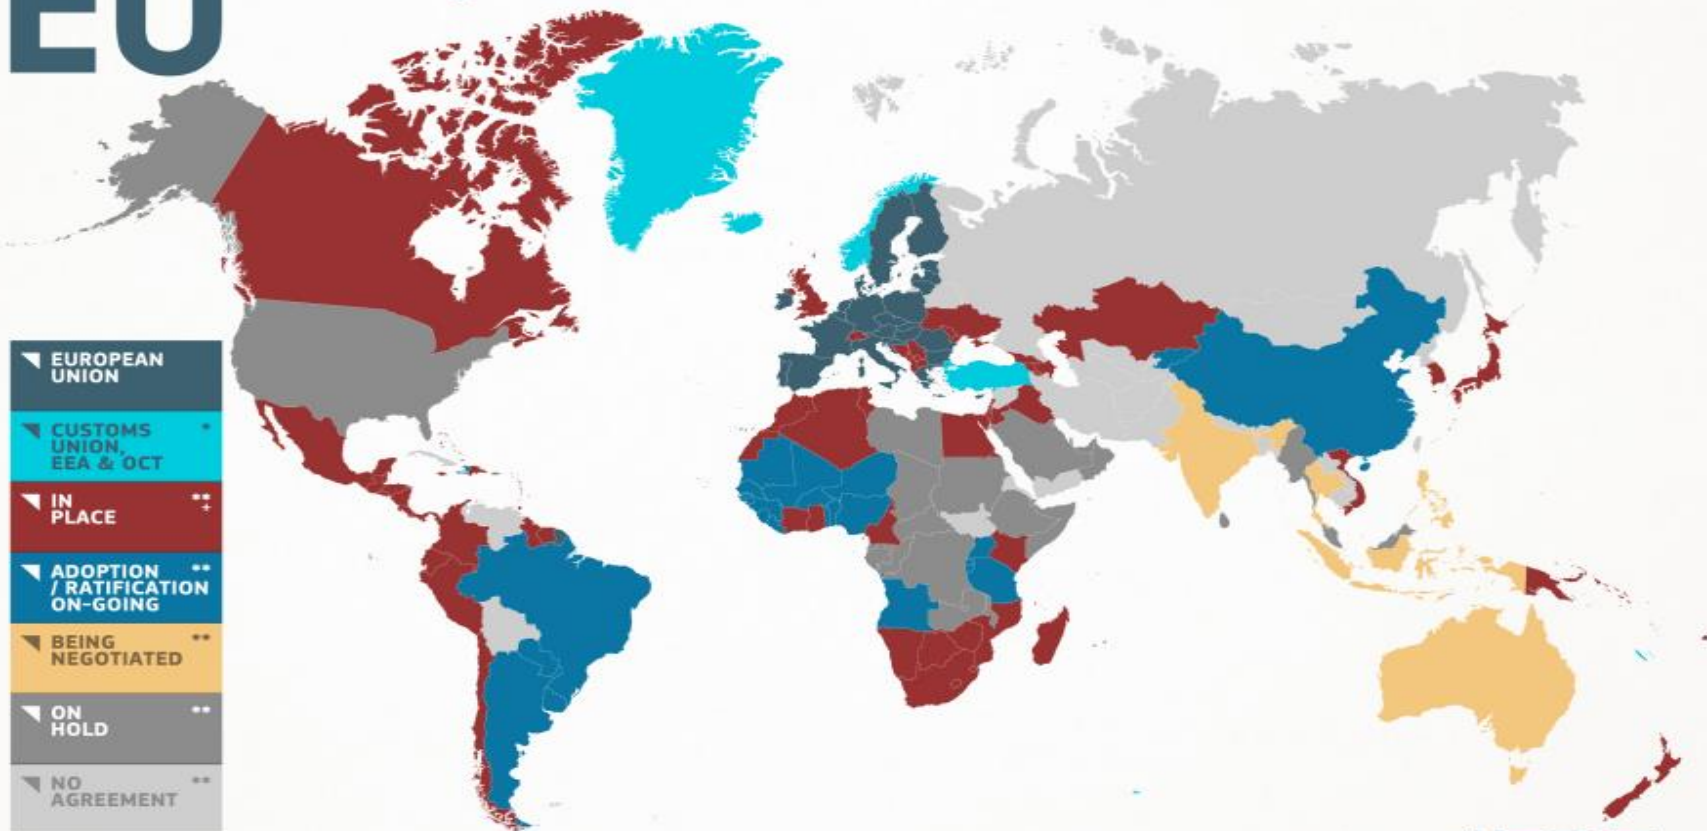 EU
EUROPEAN
UNION
CUSTOMS *
UNION,
EEA & OCT
IN **
PLACE +
ADOPTION **
/ RATIFICATION
ON-GOING
BEING **
NEGOTIATED
ON **
HOLD
NO **
AGREEMENT